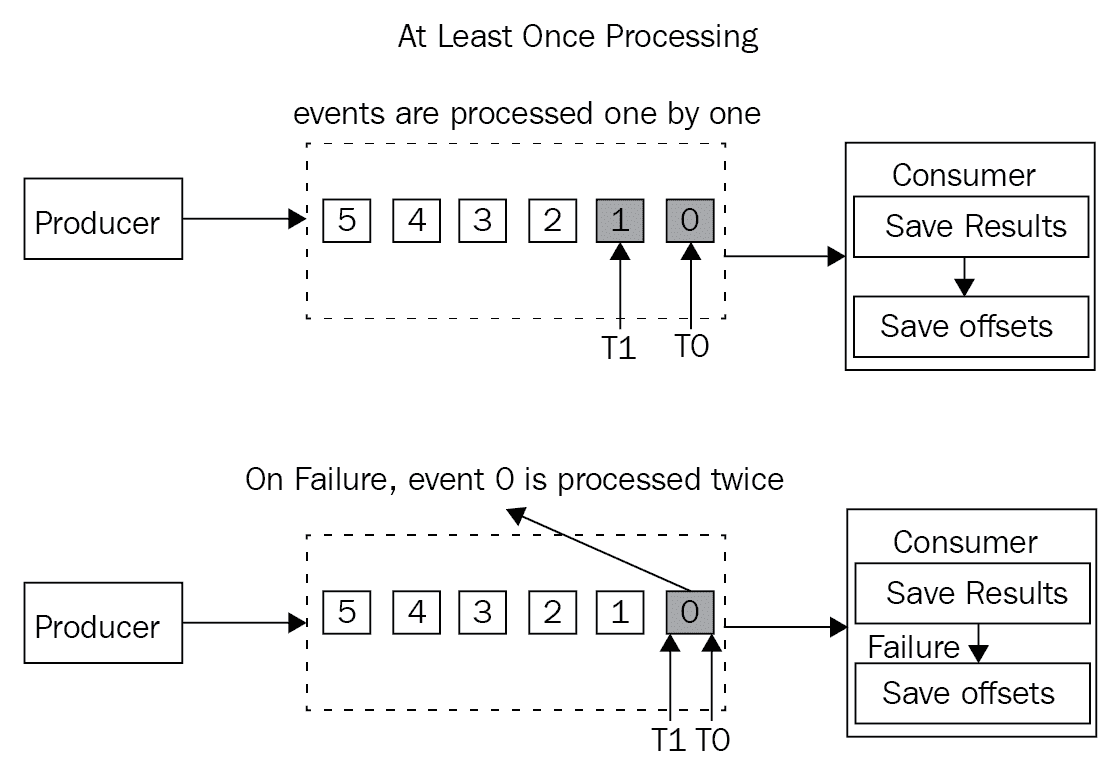 At Least Once Processing
events are processed one by one
Producer
5 4 3 2 1 0
T1 T0
Consumer
Save Results
Save offsets
On Failure, event 0 is processed twice
Producer
5 4 3 2 1 0
T1 T0
Consumer
Save Results
Failure
Save offsets